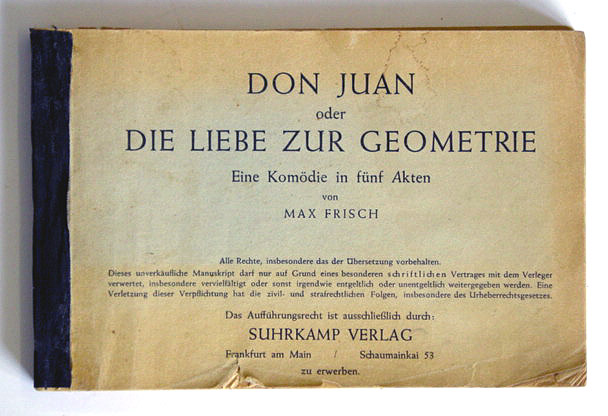 DON JUAN
oder
DIE LIEBE ZUR GEOMETRIE
Eine Komödie in fünf Akten
von
MAX FRISCH
Alle Rechte, insbesondere das der Übersetzung vorbehalten.
Dieses unverkäufliche Manuskript darf nur auf Grund eines besonderen schriftlichen Vertrages mit dem Verleger
verwertet, insbesondere vervielfältigt oder sonst irgendwie entgeltlich oder unentgeltlich weitergegeben werden. Eine
Verletzung dieser Verpflichtung hat die zivil- und strafrechtlichen Folgen, insbesondere des Urheberrechtsgesetzes.
Das Aufführungsrecht ist ausschließlich durch:
SUHRKAMP VERLAG
Frankfurt am Main / Schaumainkai 53
zu erwerben.